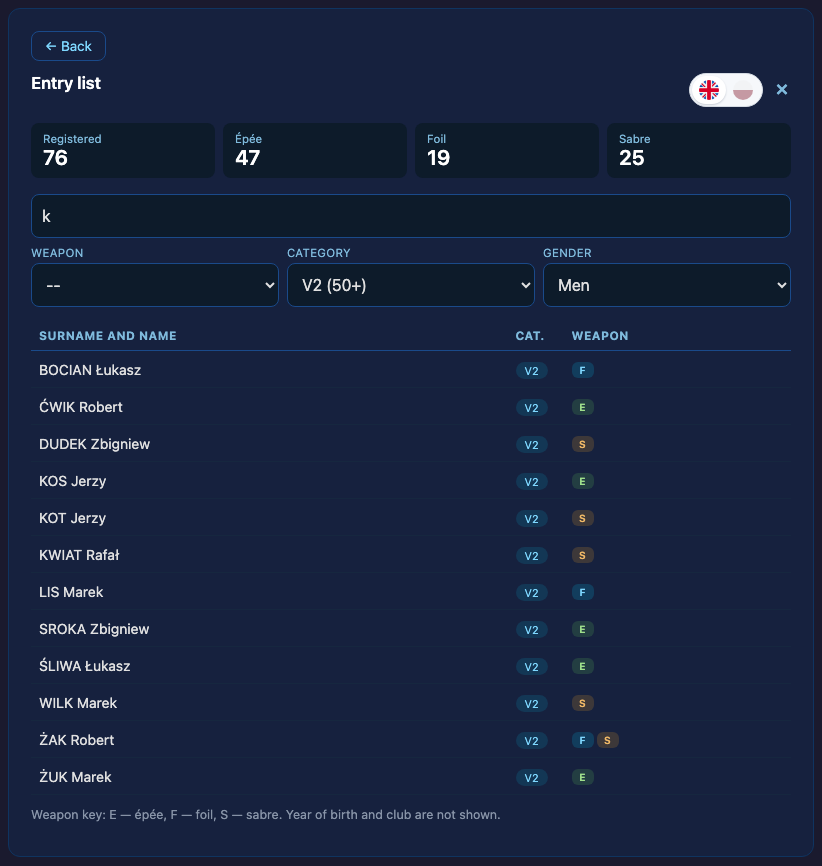 ← Back
Entry list
×
Registered Épée Foil Sabre
76 47 19 25
k
WEAPON CATEGORY GENDER
-- V2 (50+) Men
SURNAME AND NAME CAT. WEAPON
BOCIAN Łukasz V2 F
ĆWIK Robert V2 E
DUDEK Zbigniew V2 S
KOS Jerzy V2 E
KOT Jerzy V2 S
KWIAT Rafał V2 S
LIS Marek V2 F
SROKA Zbigniew V2 E
ŚLIWA Łukasz V2 E
WILK Marek V2 S
ŻAK Robert V2 F S
ŻUK Marek V2 E
Weapon key: E — épée, F — foil, S — sabre. Year of birth and club are not shown.